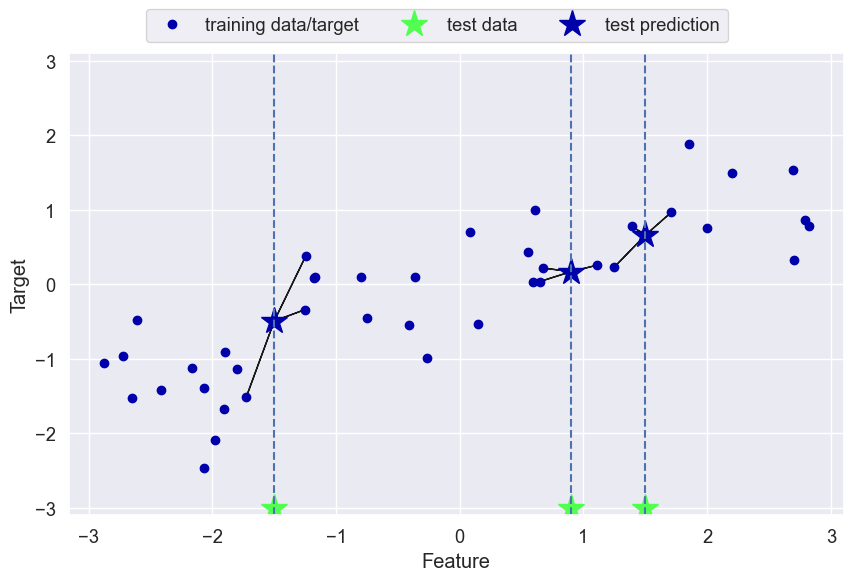 training data/target test data test prediction
3
2
1
0
−1
−2
−3
Target
−3 −2 −1 0 1 2 3
Feature